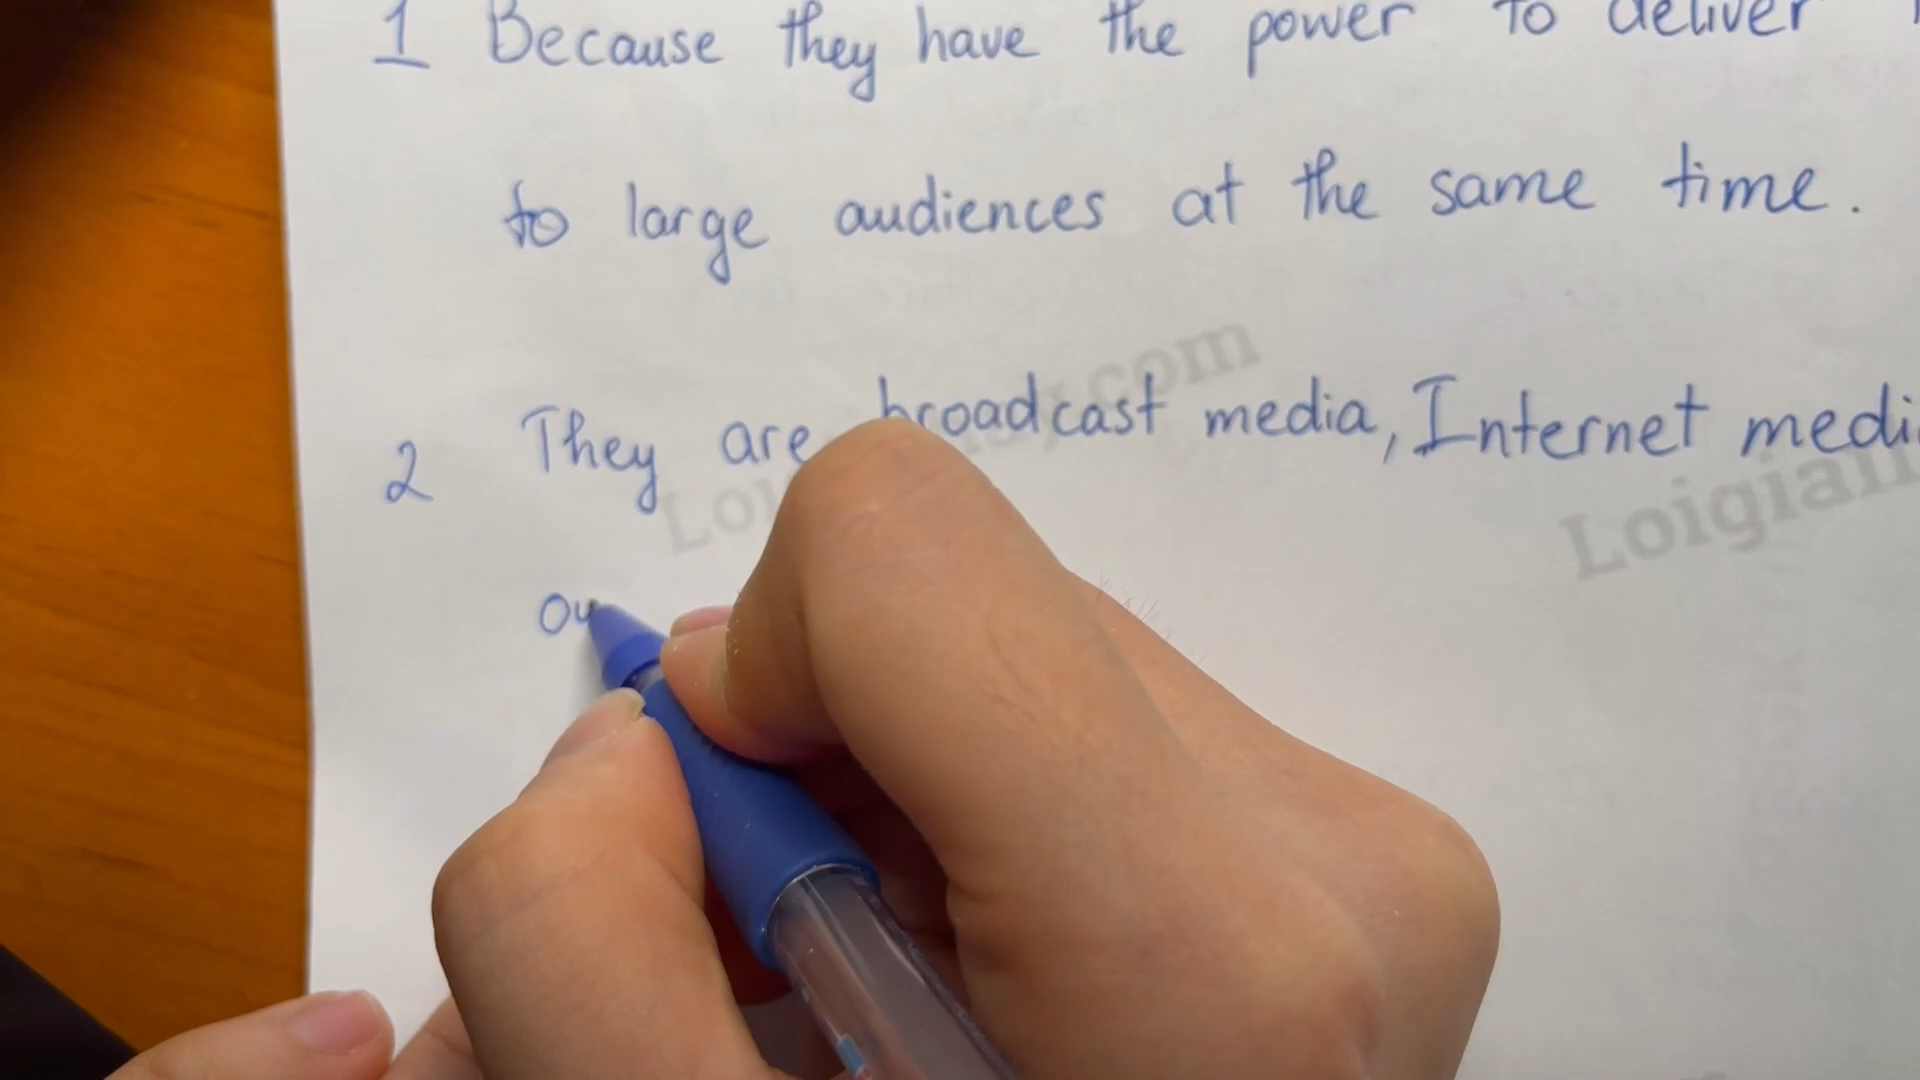 1 Because they have the power to deliver
to large audiences at the same time.
2 They are broadcast media, Internet medi
ou